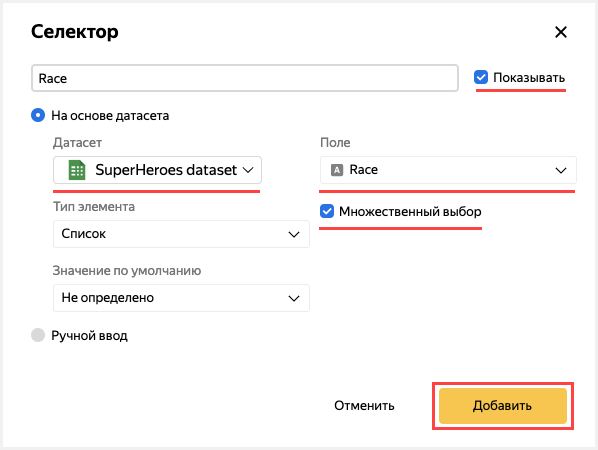 Селектор
Race
Показывать
На основе датасета
Датасет
Поле
SuperHeroes dataset
A Race
Тип элемента
Множественный выбор
Список
Значение по умолчанию
Не определено
Ручной ввод
Отменить
Добавить